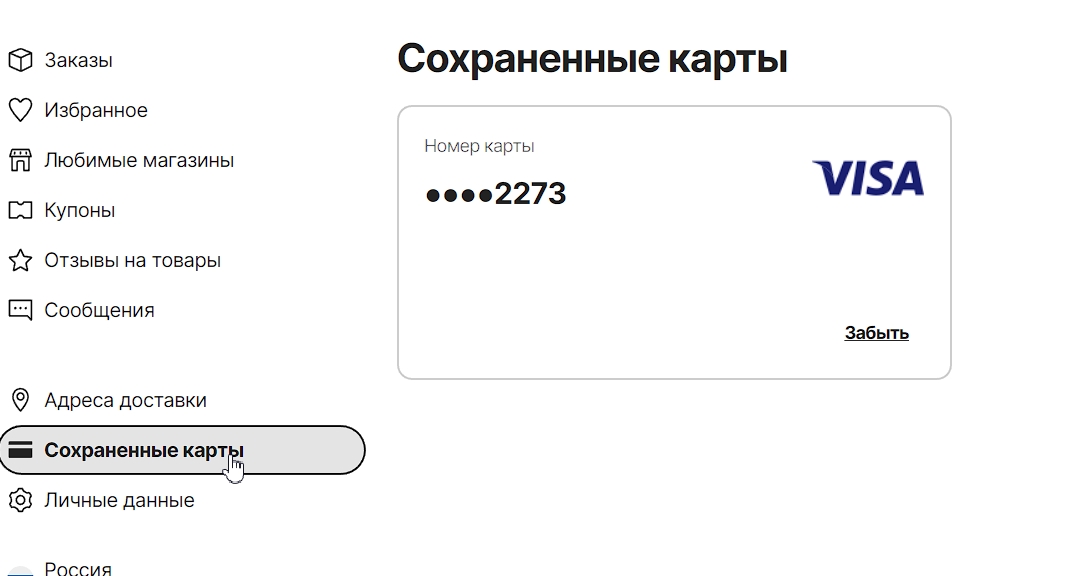 Заказы
Избранное
Любимые магазины
Купоны
Отзывы на товары
Сообщения
Адреса доставки
Сохраненные карты
Личные данные
Россия
Сохраненные карты
Номер карты
●●●●2273
VISA
Забыть